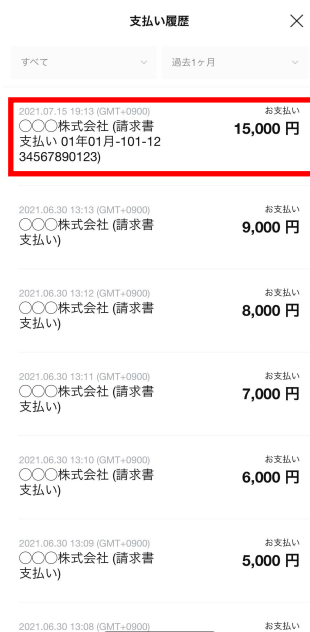 支払い履歴
すべて
過去1ヶ月
2021.07.15 19:13 (GMT+0900)
お支払い
〇〇〇株式会社 (請求書
支払い 01年01月-101-12
34567890123)
15,000 円
2021.06.30 13:13 (GMT+0900)
お支払い
〇〇〇株式会社 (請求書
支払い)
9,000 円
2021.06.30 13:12 (GMT+0900)
お支払い
〇〇〇株式会社 (請求書
支払い)
8,000 円
2021.06.30 13:11 (GMT+0900)
お支払い
〇〇〇株式会社 (請求書
支払い)
7,000 円
2021.06.30 13:10 (GMT+0900)
お支払い
〇〇〇株式会社 (請求書
支払い)
6,000 円
2021.06.30 13:09 (GMT+0900)
お支払い
〇〇〇株式会社 (請求書
支払い)
5,000 円
2021.06.30 13:08 (GMT+0900)
お支払い